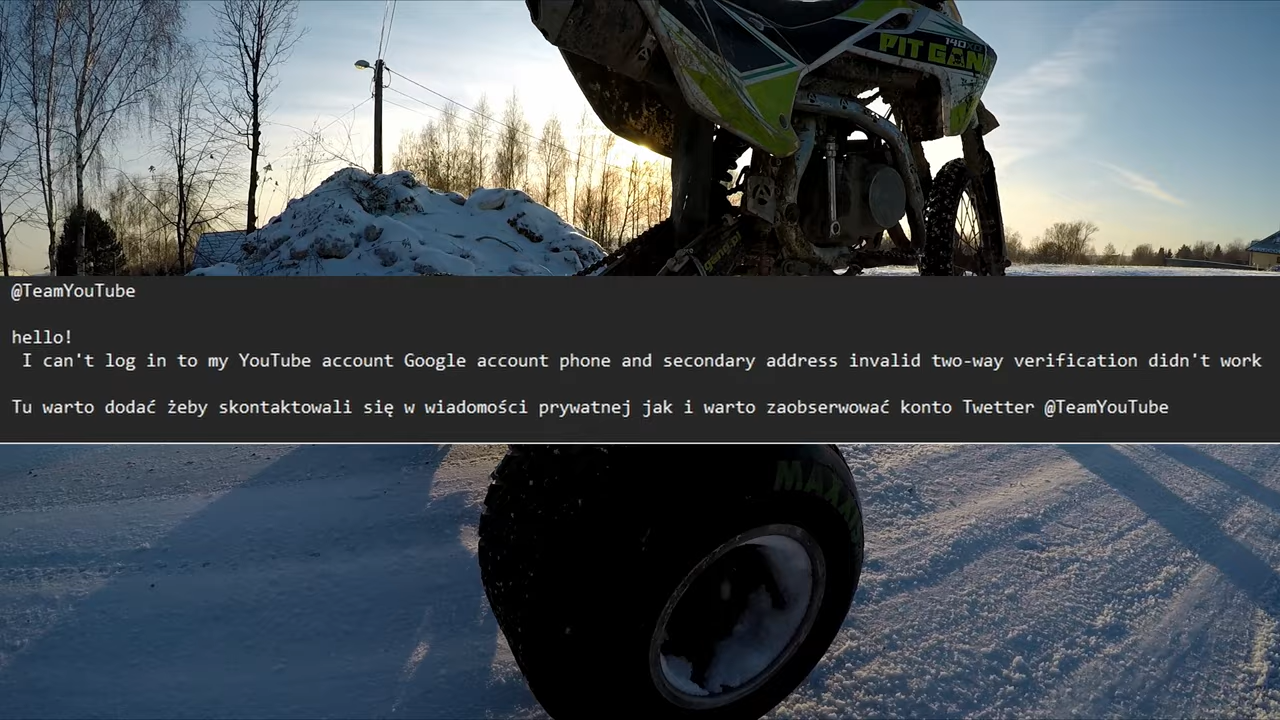 140XD
PIT GANG
@TeamYouTube
hello!
I can't log in to my YouTube account Google account phone and secondary address invalid two-way verification didn't work
Tu warto dodać żeby skontaktowali się w wiadomości prywatnej jak i warto zaobserwować konto Twetter @TeamYouTube
MAXXIS